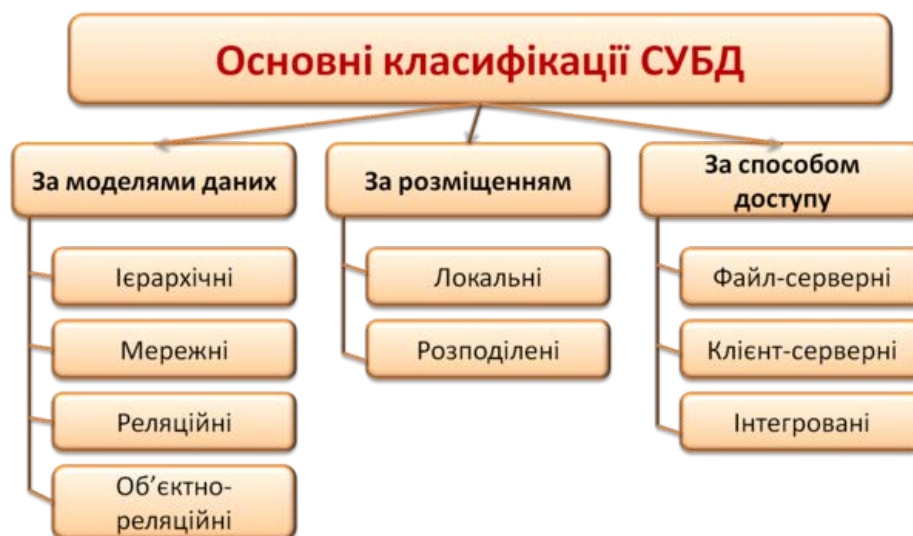 Основні класифікації СУБД
За моделями даних
Ієрархічні
Мережні
Реляційні
Об’єктно-
реляційні
За розміщенням
Локальні
Розподілені
За способом
доступу
Файл-серверні
Клієнт-серверні
Інтегровані